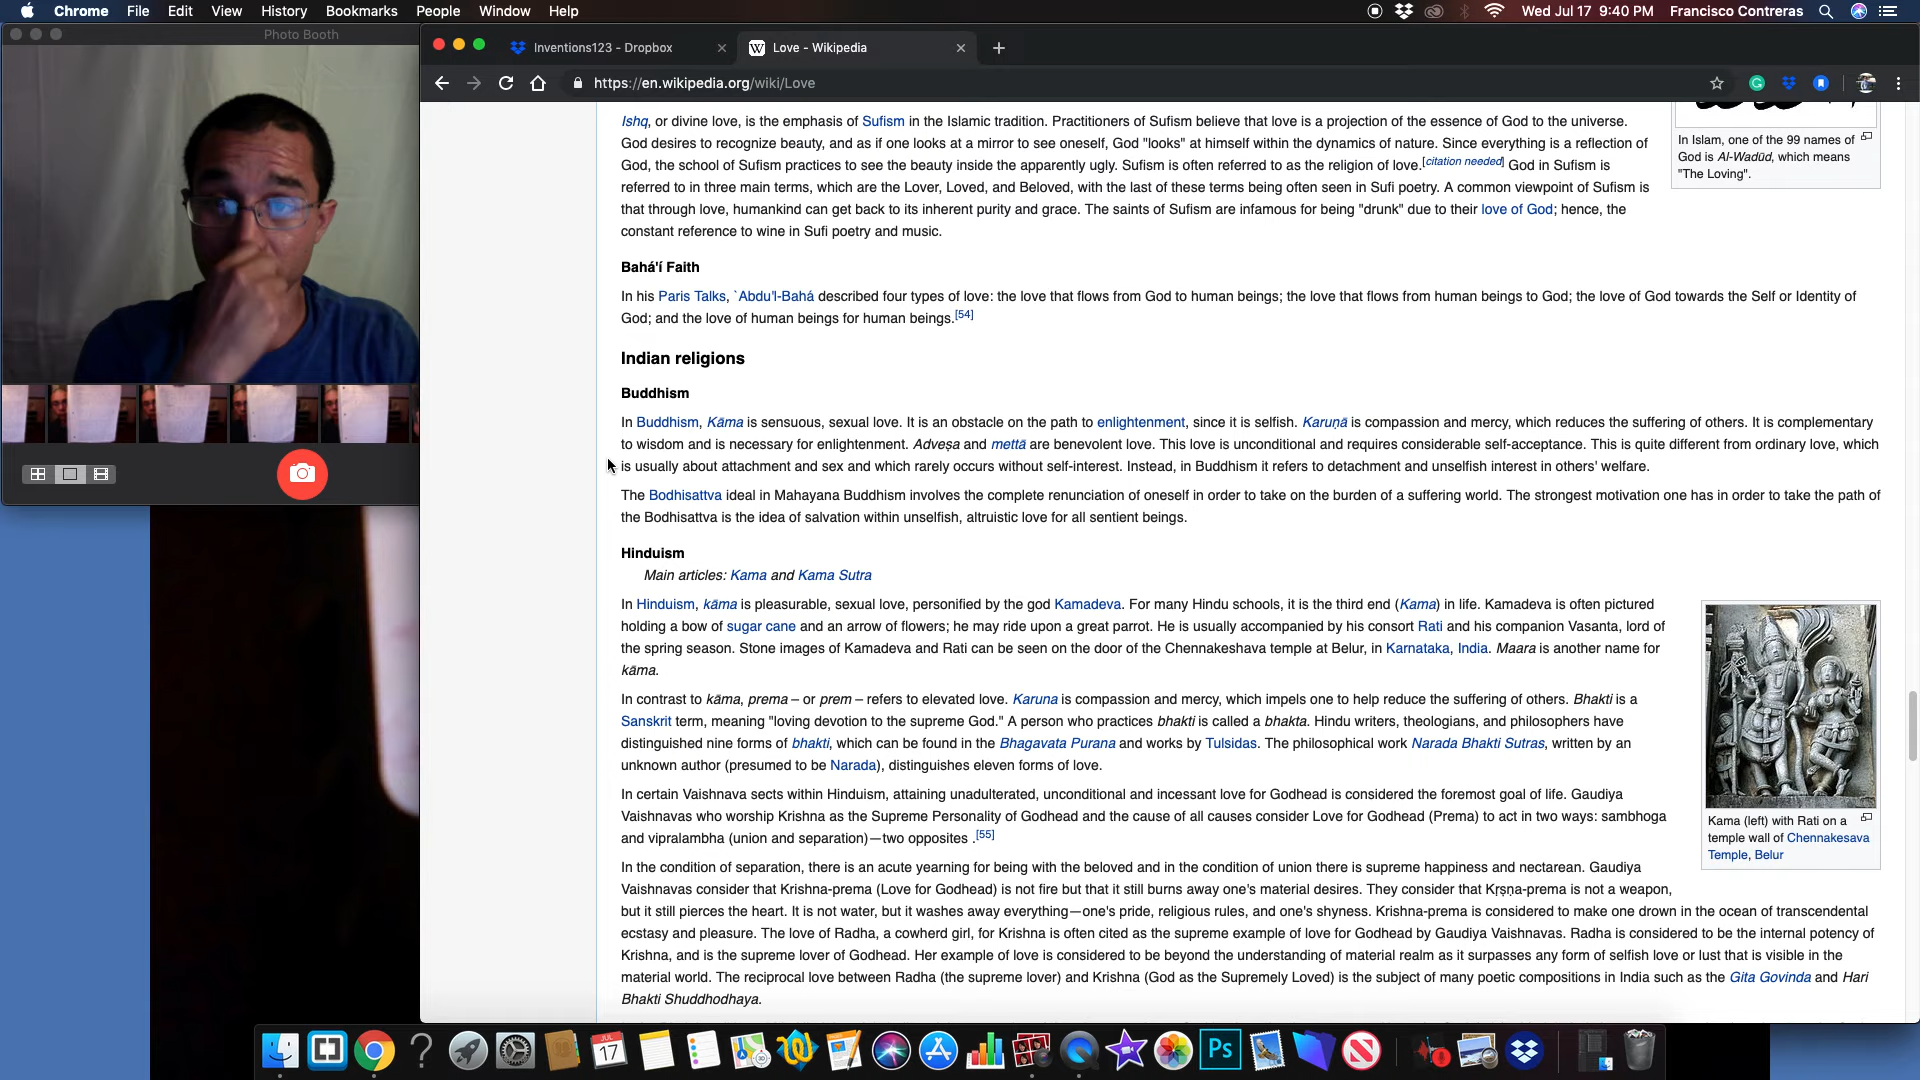 Chrome File Edit View History Bookmarks People Window Help Wed Jul 17 9:40 PM Francisco Contreras
Photo Booth
Inventions123 - Dropbox
W Love - Wikipedia
https://en.wikipedia.org/wiki/Love
Ishq, or divine love, is the emphasis of Sufism in the Islamic tradition. Practitioners of Sufism believe that love is a projection of the essence of God to the universe.
God desires to recognize beauty, and as if one looks at a mirror to see oneself, God "looks" at himself within the dynamics of nature. Since everything is a reflection of
God, the school of Sufism practices to see the beauty inside the apparently ugly. Sufism is often referred to as the religion of love.[citation needed] God in Sufism is
referred to in three main terms, which are the Lover, Loved, and Beloved, with the last of these terms being often seen in Sufi poetry. A common viewpoint of Sufism is
that through love, humankind can get back to its inherent purity and grace. The saints of Sufism are infamous for being "drunk" due to their love of God; hence, the
constant reference to wine in Sufi poetry and music.
In Islam, one of the 99 names of
God is Al-Wadūd, which means
"The Loving".
Bahá'í Faith
In his Paris Talks, `Abdu'l-Bahá described four types of love: the love that flows from God to human beings; the love that flows from human beings to God; the love of God towards the Self or Identity of
God; and the love of human beings for human beings.[54]
Indian religions
Buddhism
In Buddhism, Kāma is sensuous, sexual love. It is an obstacle on the path to enlightenment, since it is selfish. Karuṇā is compassion and mercy, which reduces the suffering of others. It is complementary
to wisdom and is necessary for enlightenment. Adveṣa and mettā are benevolent love. This love is unconditional and requires considerable self-acceptance. This is quite different from ordinary love, which
is usually about attachment and sex and which rarely occurs without self-interest. Instead, in Buddhism it refers to detachment and unselfish interest in others' welfare.
The Bodhisattva ideal in Mahayana Buddhism involves the complete renunciation of oneself in order to take on the burden of a suffering world. The strongest motivation one has in order to take the path of
the Bodhisattva is the idea of salvation within unselfish, altruistic love for all sentient beings.
Hinduism
Main articles: Kama and Kama Sutra
In Hinduism, kāma is pleasurable, sexual love, personified by the god Kamadeva. For many Hindu schools, it is the third end (Kama) in life. Kamadeva is often pictured
holding a bow of sugar cane and an arrow of flowers; he may ride upon a great parrot. He is usually accompanied by his consort Rati and his companion Vasanta, lord of
the spring season. Stone images of Kamadeva and Rati can be seen on the door of the Chennakeshava temple at Belur, in Karnataka, India. Maara is another name for
kāma.
In contrast to kāma, prema – or prem – refers to elevated love. Karuna is compassion and mercy, which impels one to help reduce the suffering of others. Bhakti is a
Sanskrit term, meaning "loving devotion to the supreme God." A person who practices bhakti is called a bhakta. Hindu writers, theologians, and philosophers have
distinguished nine forms of bhakti, which can be found in the Bhagavata Purana and works by Tulsidas. The philosophical work Narada Bhakti Sutras, written by an
unknown author (presumed to be Narada), distinguishes eleven forms of love.
In certain Vaishnava sects within Hinduism, attaining unadulterated, unconditional and incessant love for Godhead is considered the foremost goal of life. Gaudiya
Vaishnavas who worship Krishna as the Supreme Personality of Godhead and the cause of all causes consider Love for Godhead (Prema) to act in two ways: sambhoga
and vipralambha (union and separation)—two opposites .[55]
Kama (left) with Rati on a
temple wall of Chennakesava
Temple, Belur
In the condition of separation, there is an acute yearning for being with the beloved and in the condition of union there is supreme happiness and nectarean. Gaudiya
Vaishnavas consider that Krishna-prema (Love for Godhead) is not fire but that it still burns away one's material desires. They consider that Kṛṣṇa-prema is not a weapon,
but it still pierces the heart. It is not water, but it washes away everything—one's pride, religious rules, and one's shyness. Krishna-prema is considered to make one drown in the ocean of transcendental
ecstasy and pleasure. The love of Radha, a cowherd girl, for Krishna is often cited as the supreme example of love for Godhead by Gaudiya Vaishnavas. Radha is considered to be the internal potency of
Krishna, and is the supreme lover of Godhead. Her example of love is considered to be beyond the understanding of material realm as it surpasses any form of selfish love or lust that is visible in the
material world. The reciprocal love between Radha (the supreme lover) and Krishna (God as the Supremely Loved) is the subject of many poetic compositions in India such as the Gita Govinda and Hari
Bhakti Shuddhodhaya.
JUL
17
Ps